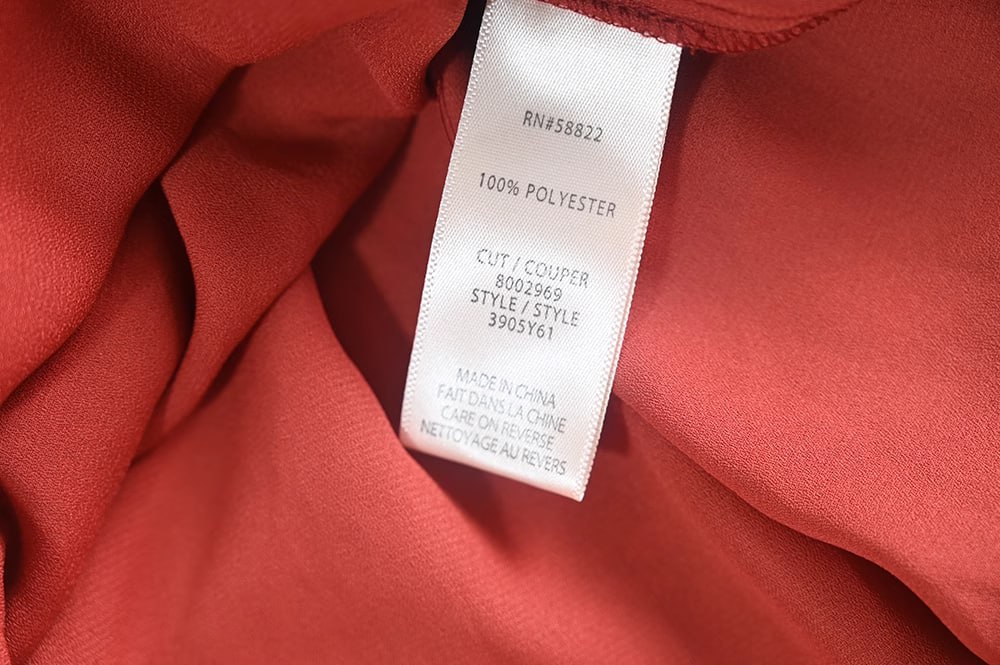 RN#58822
100% POLYESTER
CUT / COUPER
8002969
STYLE / STYLE
3905Y61
MADE IN CHINA
FAIT DANS LA CHINE
CARE ON REVERSE
NETTOYAGE AU REVERS